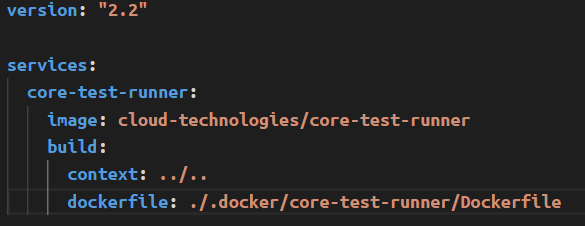 version: "2.2"
services:
core-test-runner:
image: cloud-technologies/core-test-runner
build:
context: ../..
dockerfile: ./.docker/core-test-runner/Dockerfile